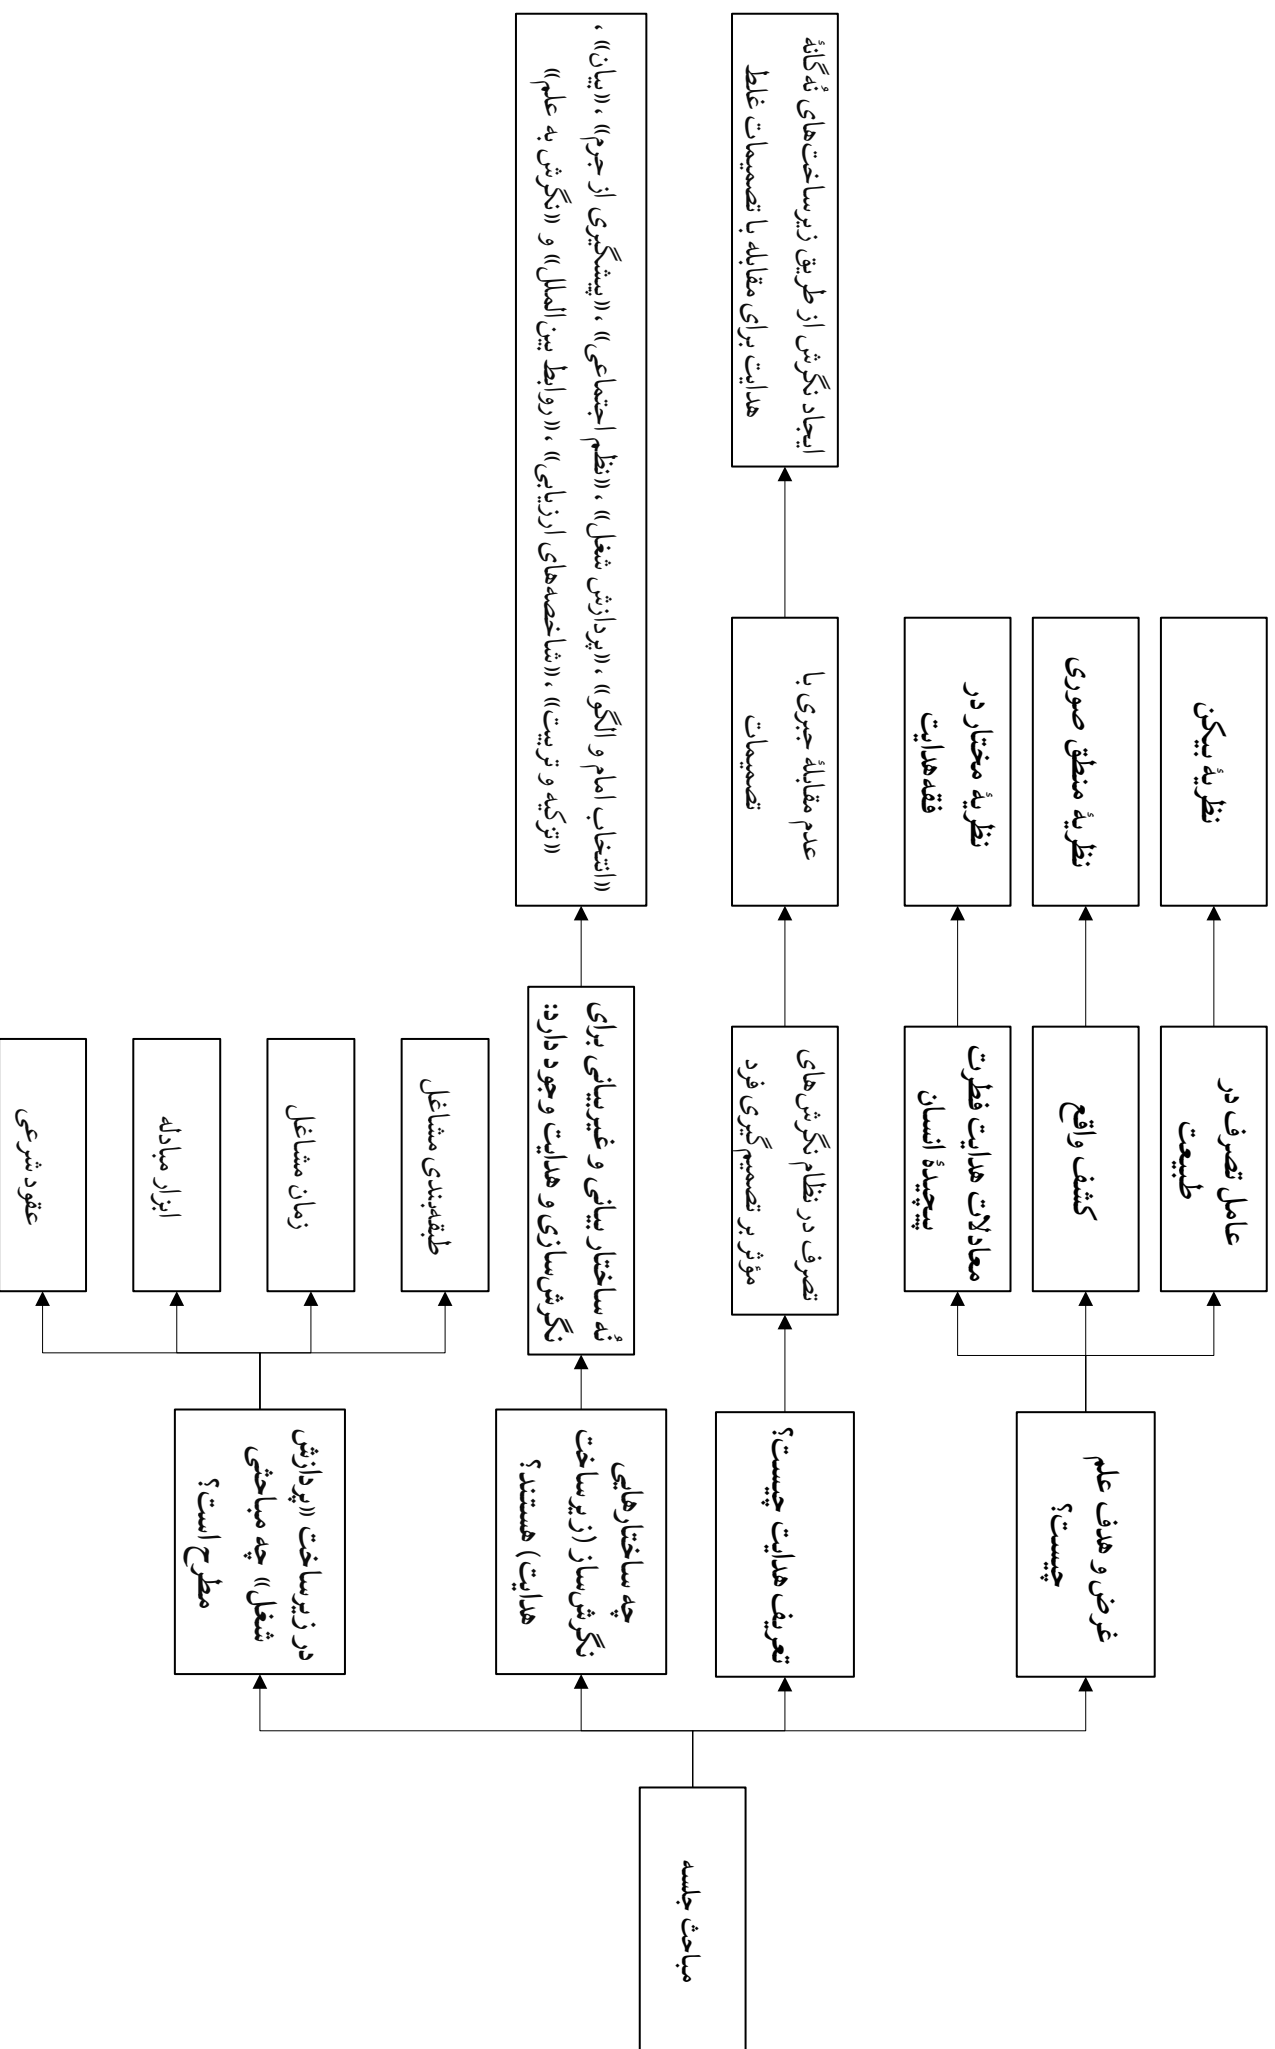 مباحث جلسه
غرض و هدف علم
چیست؟
عامل تصرف در
طبیعت
نظریهٔ بیکن
کشف واقع
نظریهٔ منطق صوری
معادلات هدایت فطرت
پیچیدهٔ انسان
نظریهٔ مختار در
فقه هدایت
تعریف هدایت چیست؟
تصرف در نظام نگرش‌های
مؤثر بر تصمیم‌گیری فرد
عدم مقابلهٔ جبری با
تصمیمات
ایجاد نگرش از طریق زیرساخت‌های نُه‌گانهٔ
هدایت برای مقابله با تصمیمات غلط
چه ساختارهایی
نگرش‌ساز (زیرساخت
هدایت) هستند؟
نُه ساختار بیانی و غیربیانی برای
نگرش‌سازی و هدایت وجود دارد:
«انتخاب امام و الگو»، «پردازش شغل»، «نظم اجتماعی»، «پیشگیری از جرم»، «بیان»،
«تزکیه و تربیت»، «شاخصه‌های ارزیابی»، «روابط بین‌الملل» و «نگرش به علم»
در زیرساخت «پردازش
شغل» چه مباحثی
مطرح است؟
طبقه‌بندی مشاغل
زمان مشاغل
ابزار مبادله
عقود شرعی